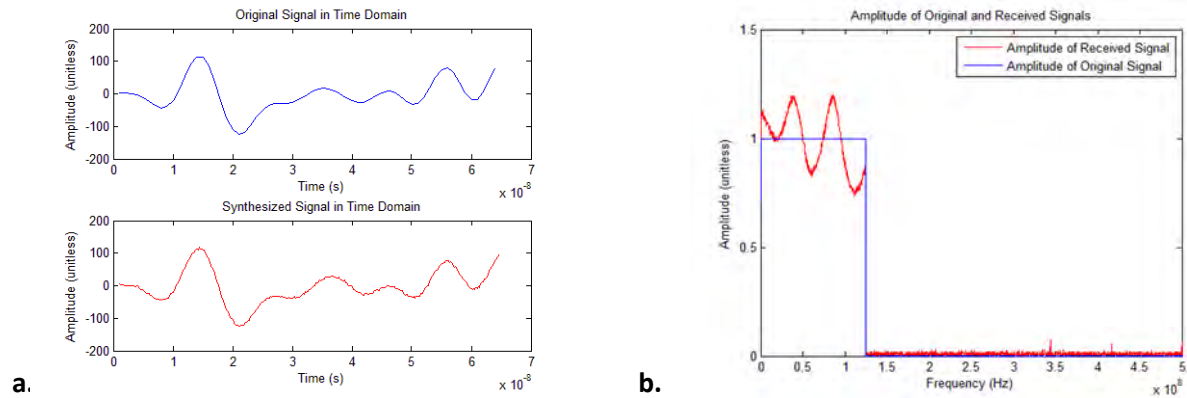 Original Signal in Time Domain
Amplitude (unitless)
200
100
0
-100
-200
0 1 2 3 4 5 6 7
Time (s)
x 10⁻⁸
Synthesized Signal in Time Domain
Amplitude (unitless)
200
100
0
-100
-200
0 1 2 3 4 5 6 7
Time (s)
x 10⁻⁸
a.
Amplitude of Original and Received Signals
Amplitude of Received Signal
Amplitude of Original Signal
Amplitude (unitless)
1.5
1
0.5
0
0 0.5 1 1.5 2 2.5 3 3.5 4 4.5 5
Frequency (Hz)
x 10⁸
b.